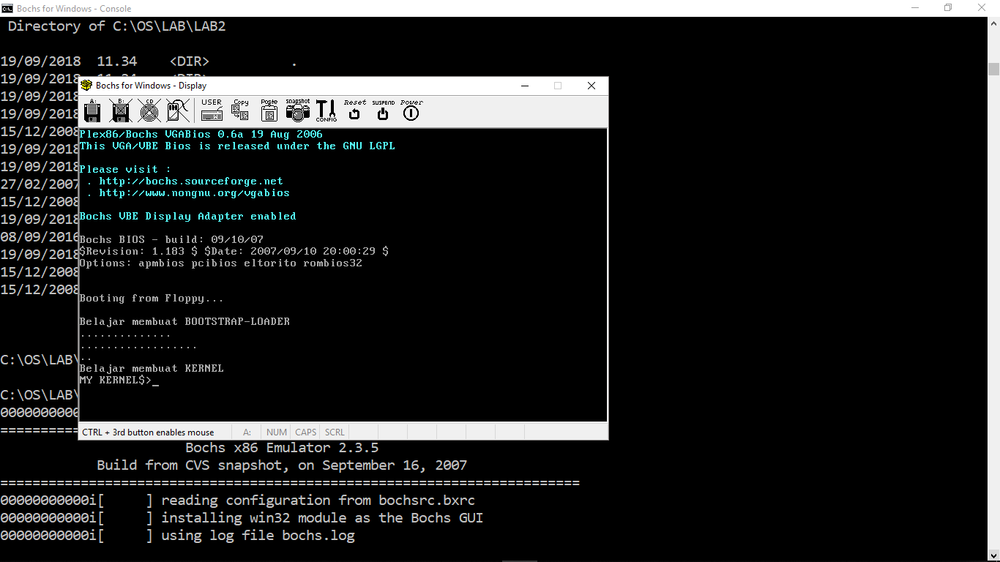 Bochs for Windows - Console
Directory of C:\OS\LAB\LAB2
19/09/2018 11.34 <DIR> .
19/09/2018 11.34 <DIR>
19/09/2018
19/09/2018
15/12/2008
19/09/2018
19/09/2018
27/02/2007
15/12/2008
19/09/2018
08/09/2016
19/09/2018
15/12/2008
15/12/2008
C:\OS\LAB\
C:\OS\LAB\
0000000000
==========
Bochs for Windows - Display
A: B: CD USER Copy Paste snapshot CONFIG Reset SUSPEND Power
Plex86/Bochs VGABios 0.6a 19 Aug 2006
This VGA/VBE Bios is released under the GNU LGPL
Please visit :
. http://bochs.sourceforge.net
. http://www.nongnu.org/vgabios
Bochs VBE Display Adapter enabled
Bochs BIOS - build: 09/10/07
$Revision: 1.183 $ $Date: 2007/09/10 20:00:29 $
Options: apmbios pcibios eltorito rombios32
Booting from Floppy...
Belajar membuat BOOTSTRAP-LOADER
..............
..................
..
Belajar membuat KERNEL
MY KERNEL$>_
CTRL + 3rd button enables mouse A: NUM CAPS SCRL
Bochs x86 Emulator 2.3.5
Build from CVS snapshot, on September 16, 2007
========================================================================
00000000000i[ ] reading configuration from bochsrc.bxrc
00000000000i[ ] installing win32 module as the Bochs GUI
00000000000i[ ] using log file bochs.log